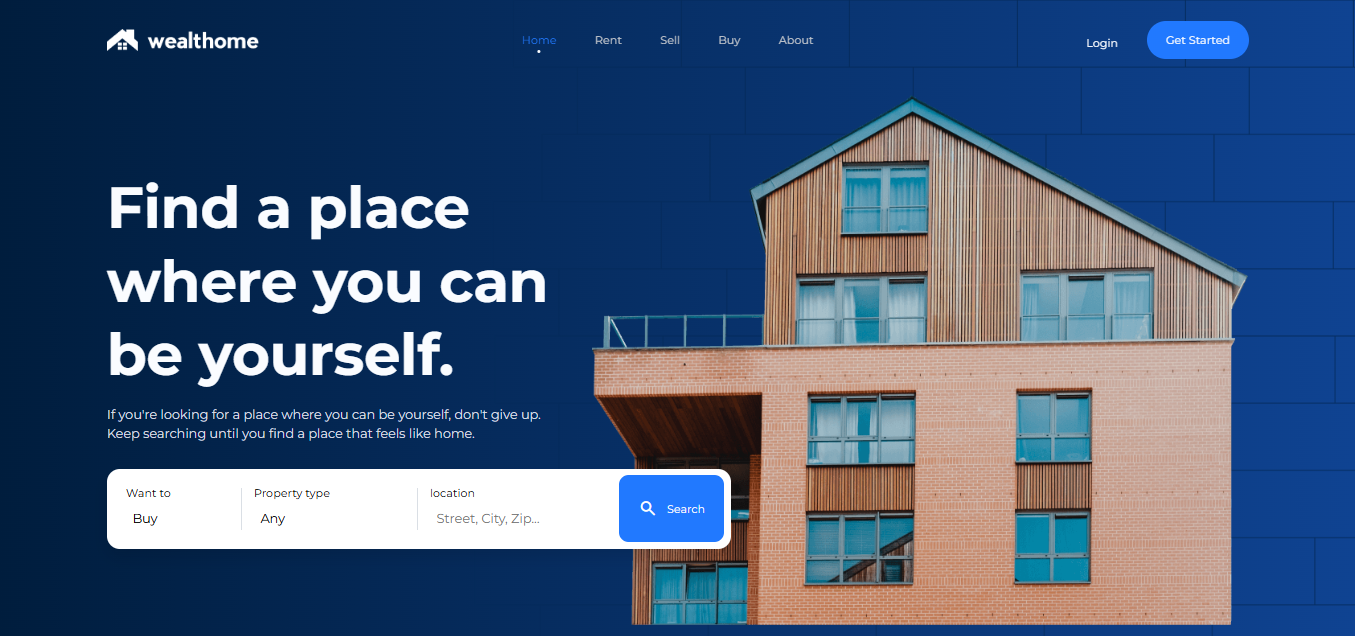 wealthome
Home
Rent
Sell
Buy
About
Login
Get Started
Find a place
where you can
be yourself.
If you're looking for a place where you can be yourself, don't give up.
Keep searching until you find a place that feels like home.
Want to
Buy
Property type
Any
location
Street, City, Zip...
Search